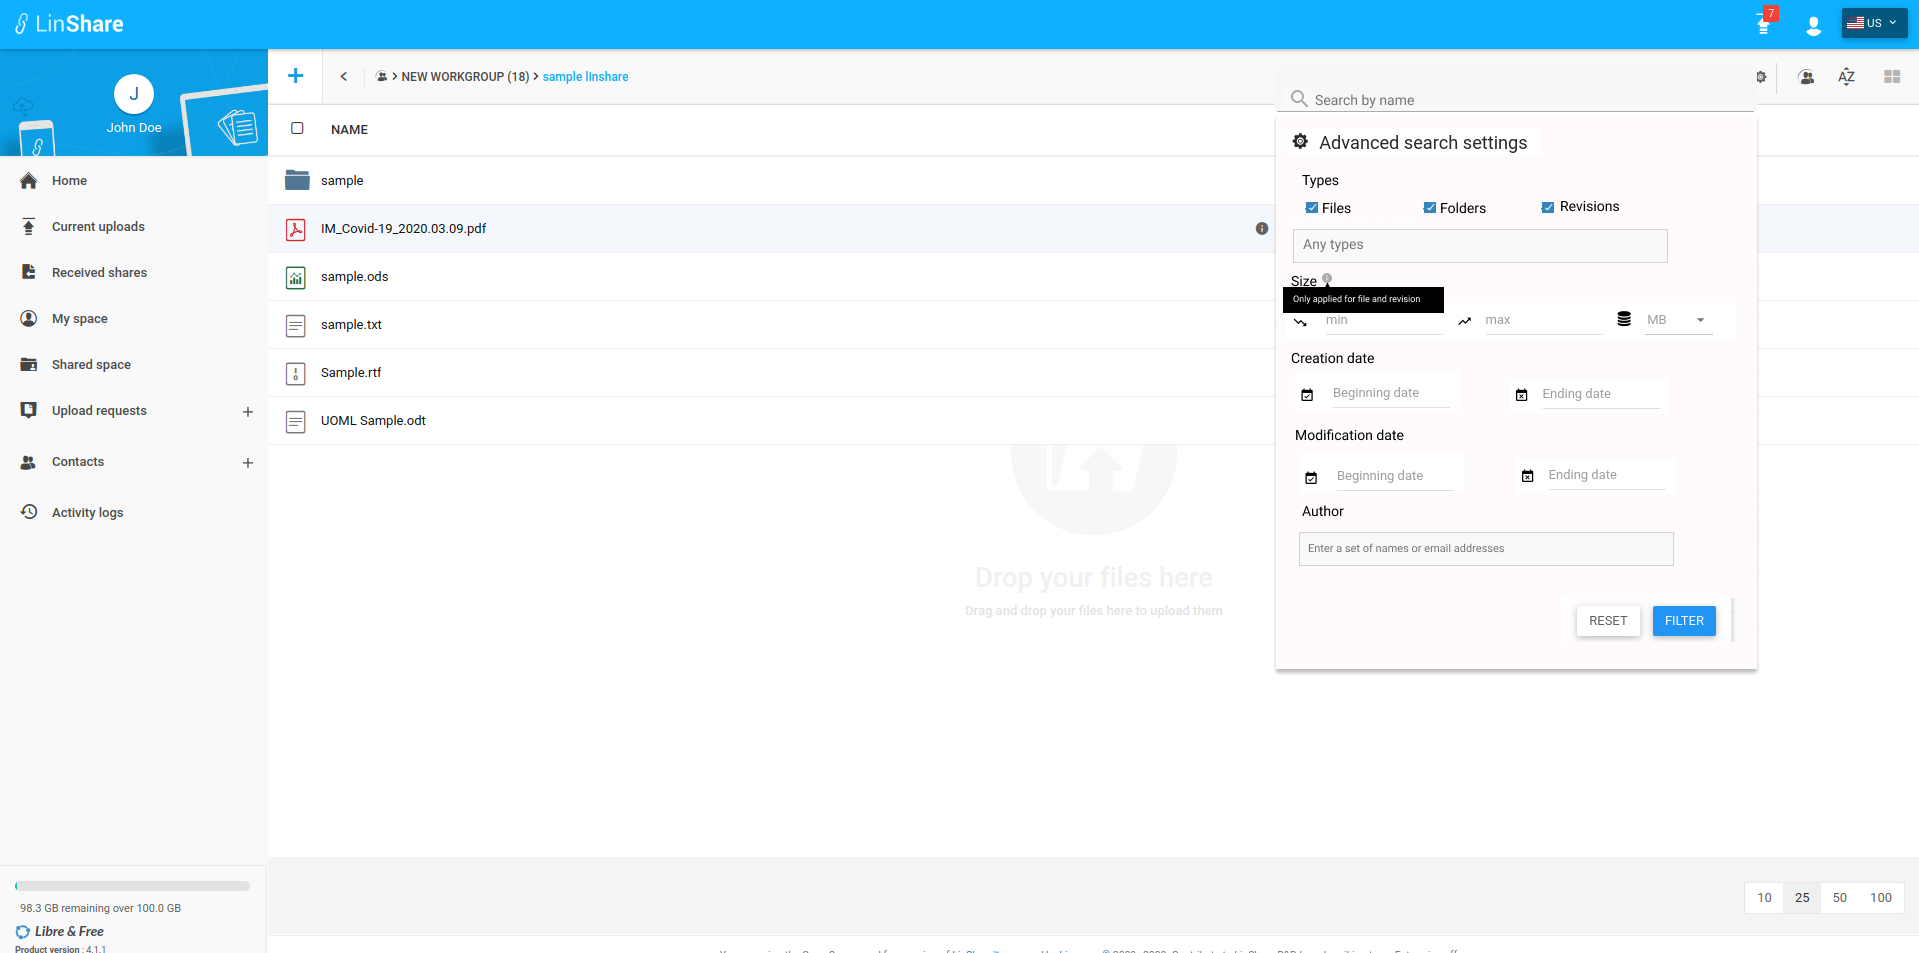 LinShare
7
US
J
John Doe
NEW WORKGROUP (18) > sample linshare
AZ
Search by name
NAME
Advanced search settings
Home
sample
Types
Files
Folders
Revisions
Current uploads
IM_Covid-19_2020.03.09.pdf
Any types
Received shares
sample.ods
Size
Only applied for file and revision
My space
sample.txt
min
max
MB
Shared space
Sample.rtf
Creation date
Beginning date
Ending date
Upload requests
UOML Sample.odt
Modification date
Contacts
Beginning date
Ending date
Activity logs
Author
Enter a set of names or email addresses
Drop your files here
Drag and drop your files here to upload them
RESET
FILTER
98.3 GB remaining over 100.0 GB
10
25
50
100
Libre & Free
Product version : 4.1.1